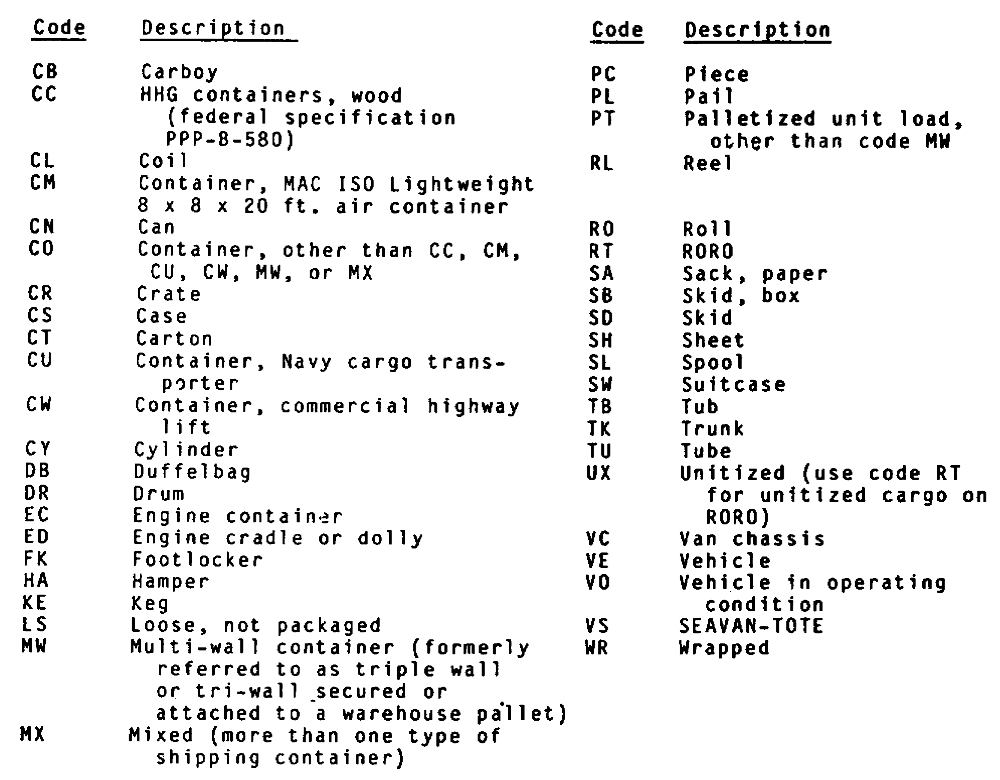 Code Description
CB Carboy
CC HHG containers, wood
(federal specification
PPP-8-580)
CL Coil
CM Container, MAC ISO Lightweight
8 x 8 x 20 ft. air container
CN Can
CO Container, other than CC, CM,
CU, CW, MW, or MX
CR Crate
CS Case
CT Carton
CU Container, Navy cargo trans-
porter
CW Container, commercial highway
lift
CY Cylinder
DB Duffelbag
DR Drum
EC Engine container
ED Engine cradle or dolly
FK Footlocker
HA Hamper
KE Keg
LS Loose, not packaged
MW Multi-wall container (formerly
referred to as triple wall
or tri-wall secured or
attached to a warehouse pallet)
MX Mixed (more than one type of
shipping container)
Code Description
PC Piece
PL Pail
PT Palletized unit load,
other than code MW
RL Reel
RO Roll
RT RORO
SA Sack, paper
SB Skid, box
SD Skid
SH Sheet
SL Spool
SW Suitcase
TB Tub
TK Trunk
TU Tube
UX Unitized (use code RT
for unitized cargo on
RORO)
VC Van chassis
VE Vehicle
VO Vehicle in operating
condition
VS SEAVAN-TOTE
WR Wrapped